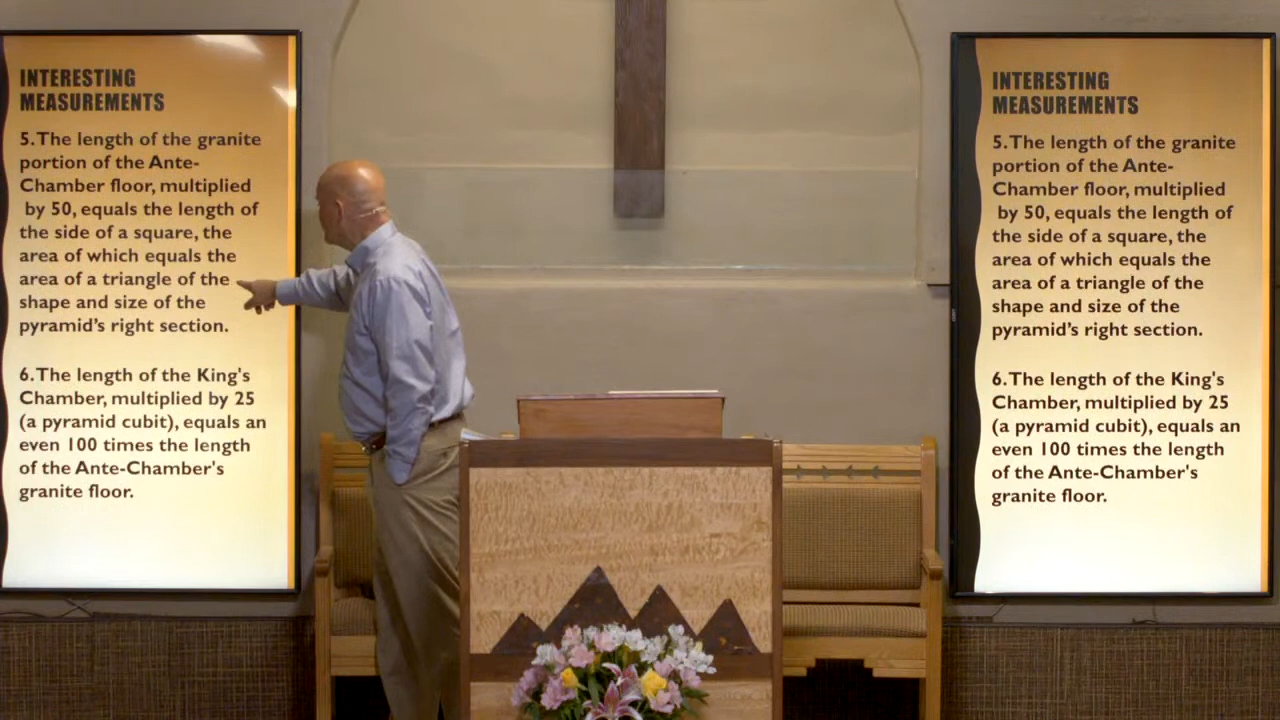 INTERESTING
MEASUREMENTS
5. The length of the granite
portion of the Ante-
Chamber floor, multiplied
by 50, equals the length of
the side of a square, the
area of which equals the
area of a triangle of the
shape and size of the
pyramid's right section.
6. The length of the King's
Chamber, multiplied by 25
(a pyramid cubit), equals an
even 100 times the length
of the Ante-Chamber's
granite floor.
INTERESTING
MEASUREMENTS
5. The length of the granite
portion of the Ante-
Chamber floor, multiplied
by 50, equals the length of
the side of a square, the
area of which equals the
area of a triangle of the
shape and size of the
pyramid's right section.
6. The length of the King's
Chamber, multiplied by 25
(a pyramid cubit), equals an
even 100 times the length
of the Ante-Chamber's
granite floor.